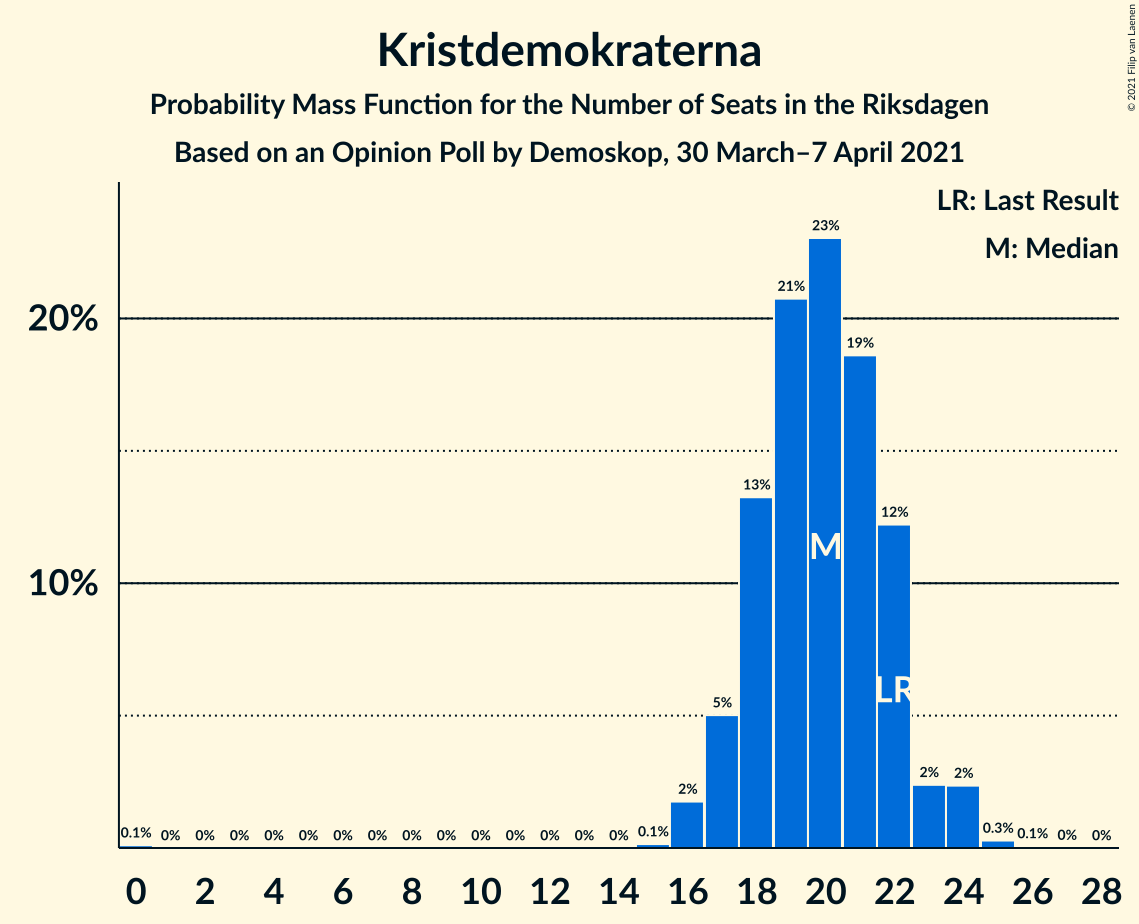 Kristdemokraterna
Probability Mass Function for the Number of Seats in the Riksdagen
Based on an Opinion Poll by Demoskop, 30 March–7 April 2021
© 2021 Filip van Laenen
LR: Last Result
M: Median
20%
10%
0.1% 0% 0% 0% 0% 0% 0% 0% 0% 0% 0% 0% 0% 0% 0% 0.1% 2% 5% 13% 21% 23% 19% 12% 2% 2% 0.3% 0.1% 0% 0%
M
LR
0 2 4 6 8 10 12 14 16 18 20 22 24 26 28